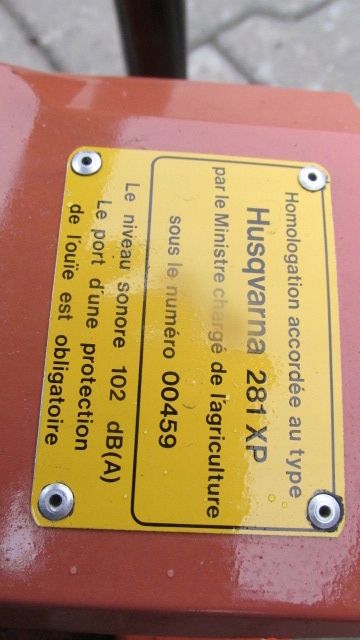 Homologation accordée au type
Husqvarna 281 XP
par le Ministre chargé de l'agriculture
sous le numéro 00459
Le niveau sonore 102 dB(A)
Le port d'une protection
de l'ouïe est obligatoire